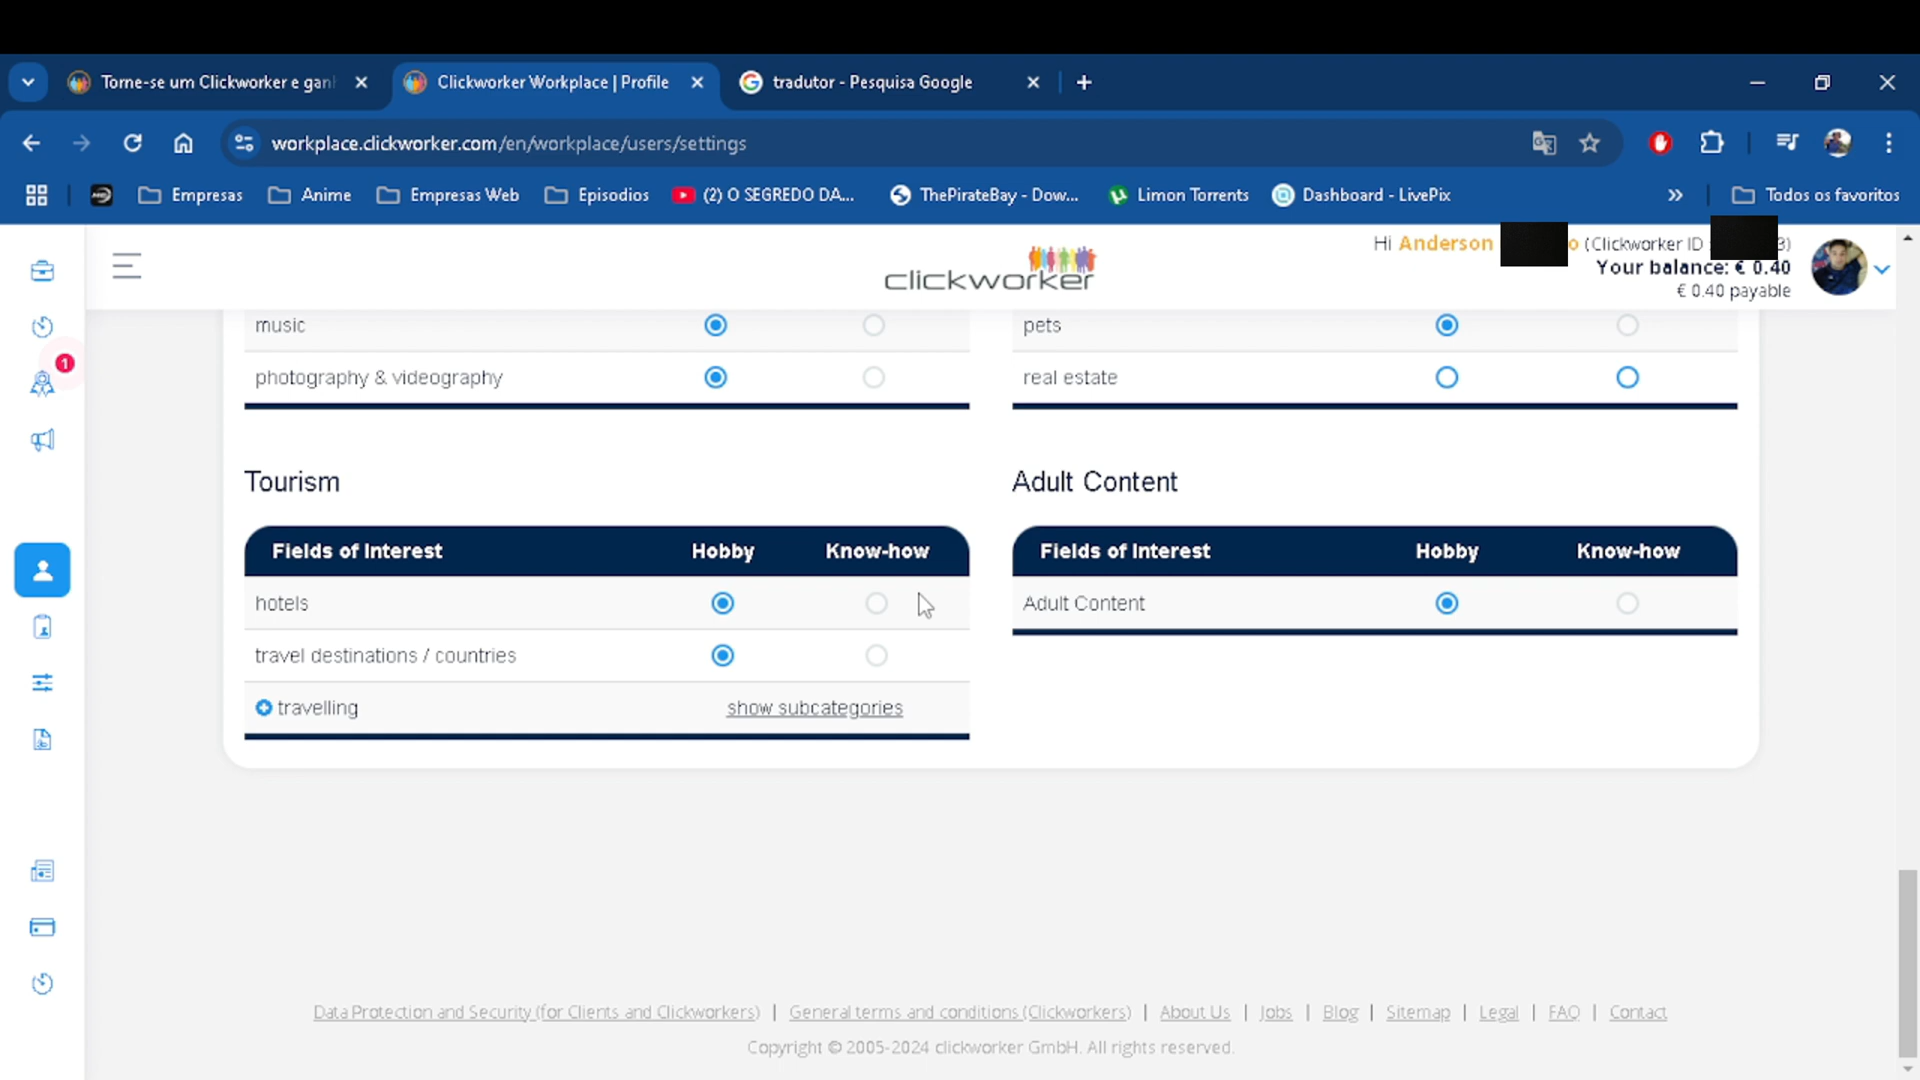 Torne-se um Clickworker e ganh
Clickworker Workplace | Profile
tradutor - Pesquisa Google
workplace.clickworker.com/en/workplace/users/settings
Empresas
Anime
Empresas Web
Episodios
(2) O SEGREDO DA...
ThePirateBay - Dow...
Limon Torrents
Dashboard - LivePix
Todos os favoritos
Hi Anderson o (Clickworker ID 3)
Your balance: € 0.40
€ 0.40 payable
clickworker
1
music
pets
photography & videography
real estate
Tourism
Adult Content
Fields of Interest Hobby Know-how
Fields of Interest Hobby Know-how
hotels
Adult Content
travel destinations / countries
travelling show subcategories
Data Protection and Security (for Clients and Clickworkers) | General terms and conditions (Clickworkers) | About Us | Jobs | Blog | Sitemap | Legal | FAQ | Contact
Copyright © 2005-2024 clickworker GmbH. All rights reserved.